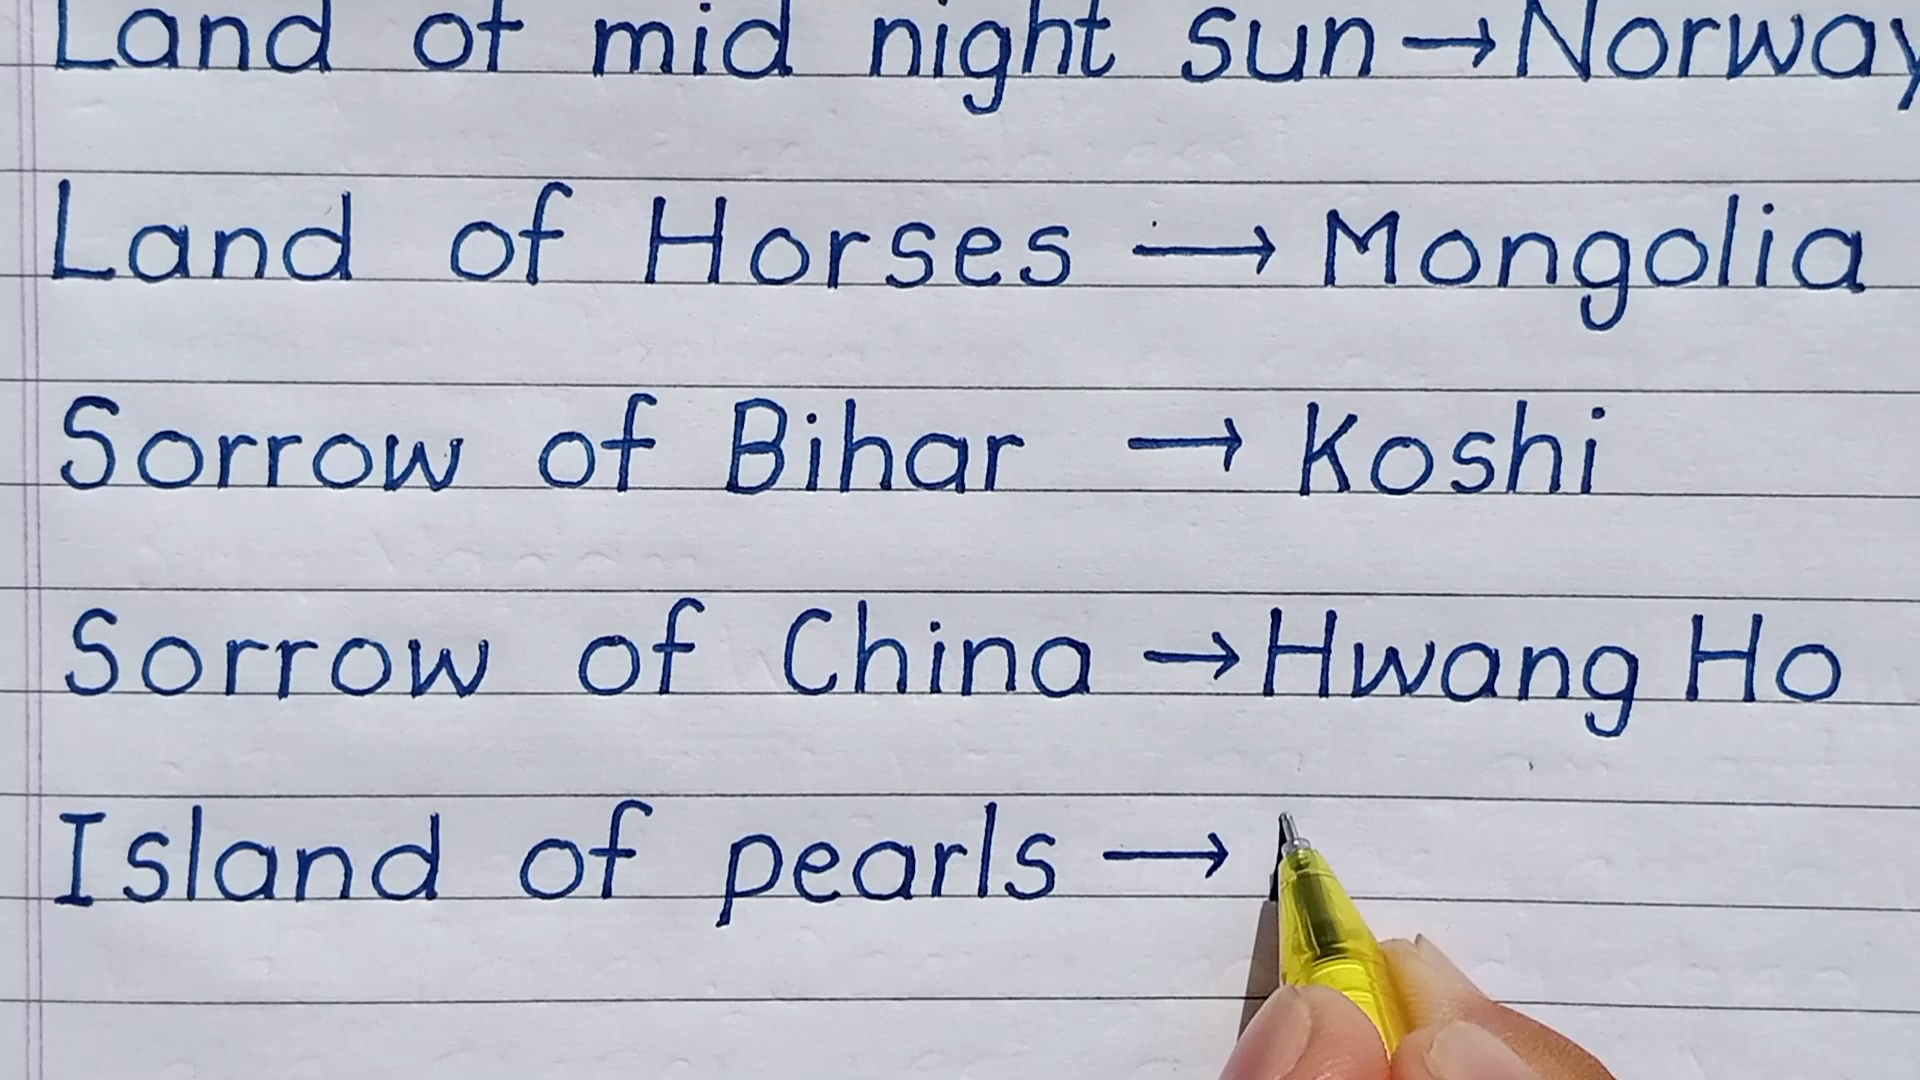 Land of mid night sun → Norway
Land of Horses → Mongolia
Sorrow of Bihar → Koshi
Sorrow of China → Hwang Ho
Island of pearls →